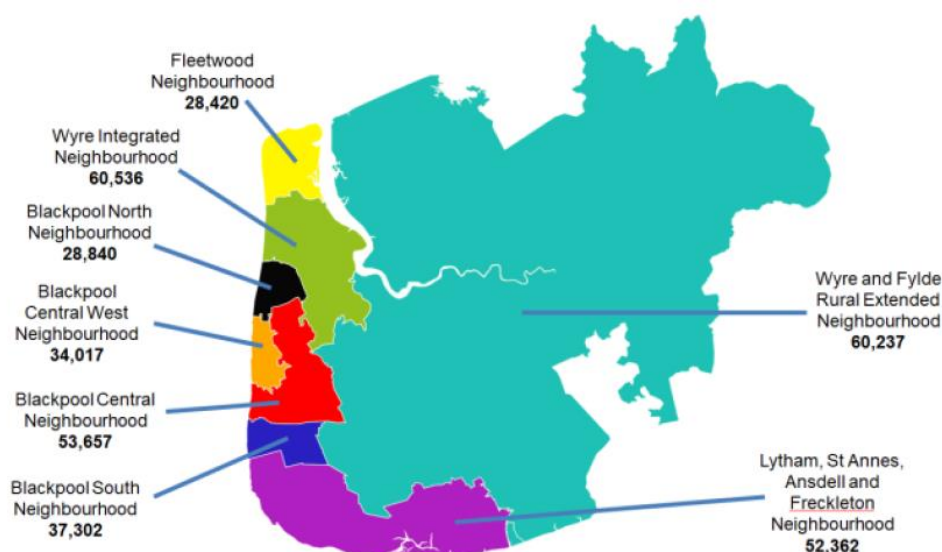 Fleetwood
Neighbourhood
28,420
Wyre Integrated
Neighbourhood
60,536
Blackpool North
Neighbourhood
28,840
Blackpool
Central West
Neighbourhood
34,017
Blackpool Central
Neighbourhood
53,657
Blackpool South
Neighbourhood
37,302
Wyre and Fylde
Rural Extended
Neighbourhood
60,237
Lytham, St Annes,
Ansdell and
Freckleton
Neighbourhood
52,362